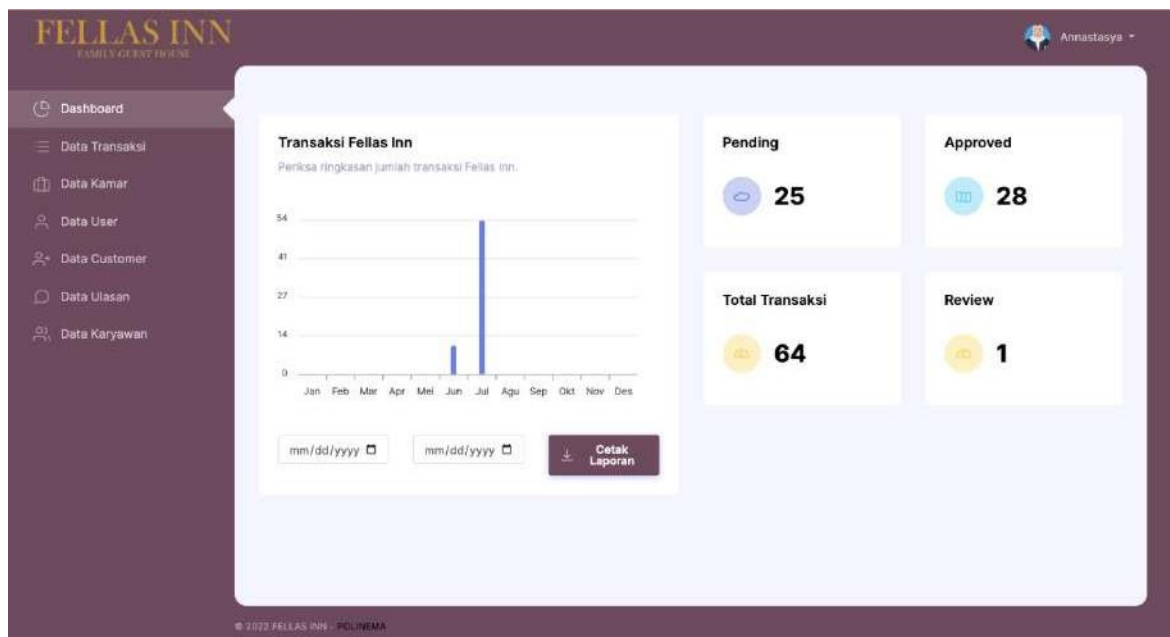 FELLAS INN
FAMILY GUEST HOUSE
Annastasya
Dashboard
Data Transaksi
Data Kamar
Data User
Data Customer
Data Ulasan
Data Karyawan
Transaksi Fellas Inn
Periksa ringkasan jumlah transaksi Fellas Inn.
54
41
27
14
0
Jan Feb Mar Apr Mei Jun Jul Agu Sep Okt Nov Des
mm/dd/yyyy mm/dd/yyyy Cetak
Laporan
Pending
25
Approved
28
Total Transaksi
64
Review
1
© 2022 FELLAS INN - POLINEMA